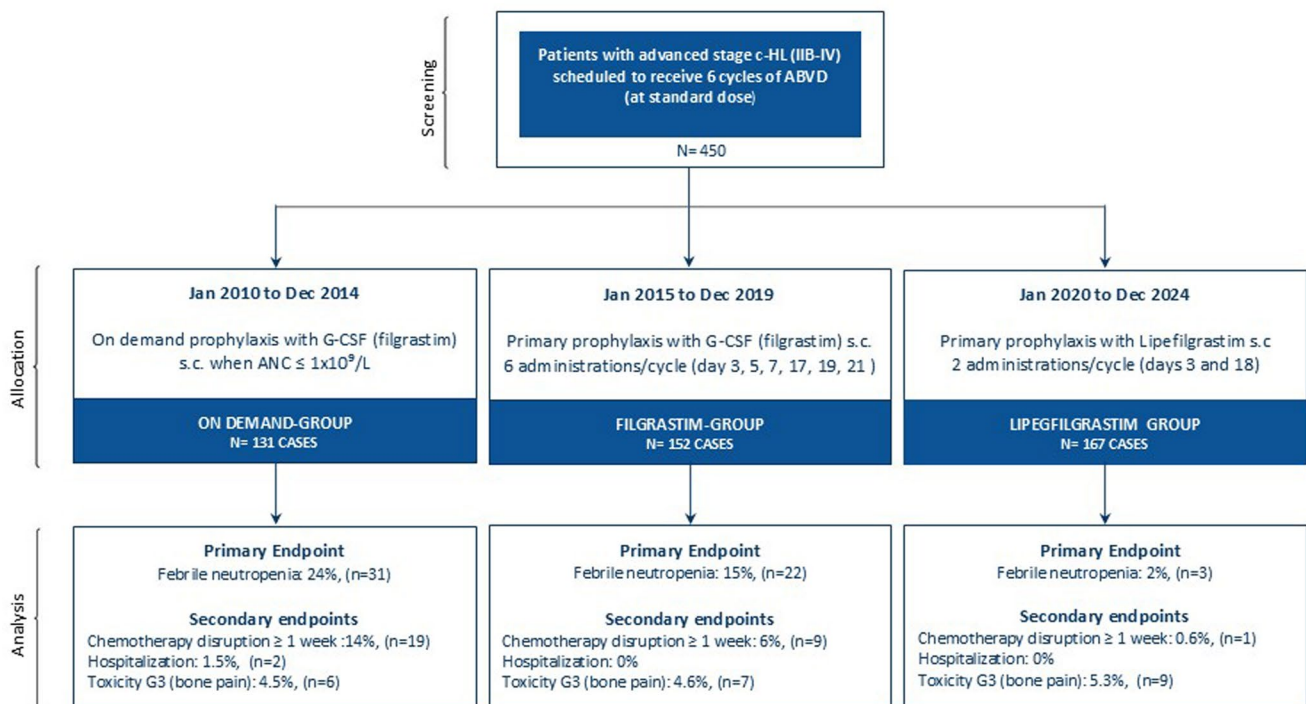 Screening
Patients with advanced stage c-HL (IIB-IV)
scheduled to receive 6 cycles of ABVD
(at standard dose)
N= 450
Allocation
Jan 2010 to Dec 2014
On demand prophylaxis with G-CSF (filgrastim)
s.c. when ANC ≤ 1x10⁹/L
ON DEMAND-GROUP
N= 131 CASES
Jan 2015 to Dec 2019
Primary prophylaxis with G-CSF (filgrastim) s.c.
6 administrations/cycle (day 3, 5, 7, 17, 19, 21 )
FILGRASTIM-GROUP
N= 152 CASES
Jan 2020 to Dec 2024
Primary prophylaxis with Lipefilgrastim s.c
2 administrations/cycle (days 3 and 18)
LIPEGFILGRASTIM GROUP
N= 167 CASES
Analysis
Primary Endpoint
Febrile neutropenia: 24%, (n=31)
Secondary endpoints
Chemotherapy disruption ≥ 1 week :14%, (n=19)
Hospitalization: 1.5%, (n=2)
Toxicity G3 (bone pain): 4.5%, (n=6)
Primary Endpoint
Febrile neutropenia: 15%, (n=22)
Secondary endpoints
Chemotherapy disruption ≥ 1 week: 6%, (n=9)
Hospitalization: 0%
Toxicity G3 (bone pain): 4.6%, (n=7)
Primary Endpoint
Febrile neutropenia: 2%, (n=3)
Secondary endpoints
Chemotherapy disruption ≥ 1 week: 0.6%, (n=1)
Hospitalization: 0%
Toxicity G3 (bone pain): 5.3%, (n=9)